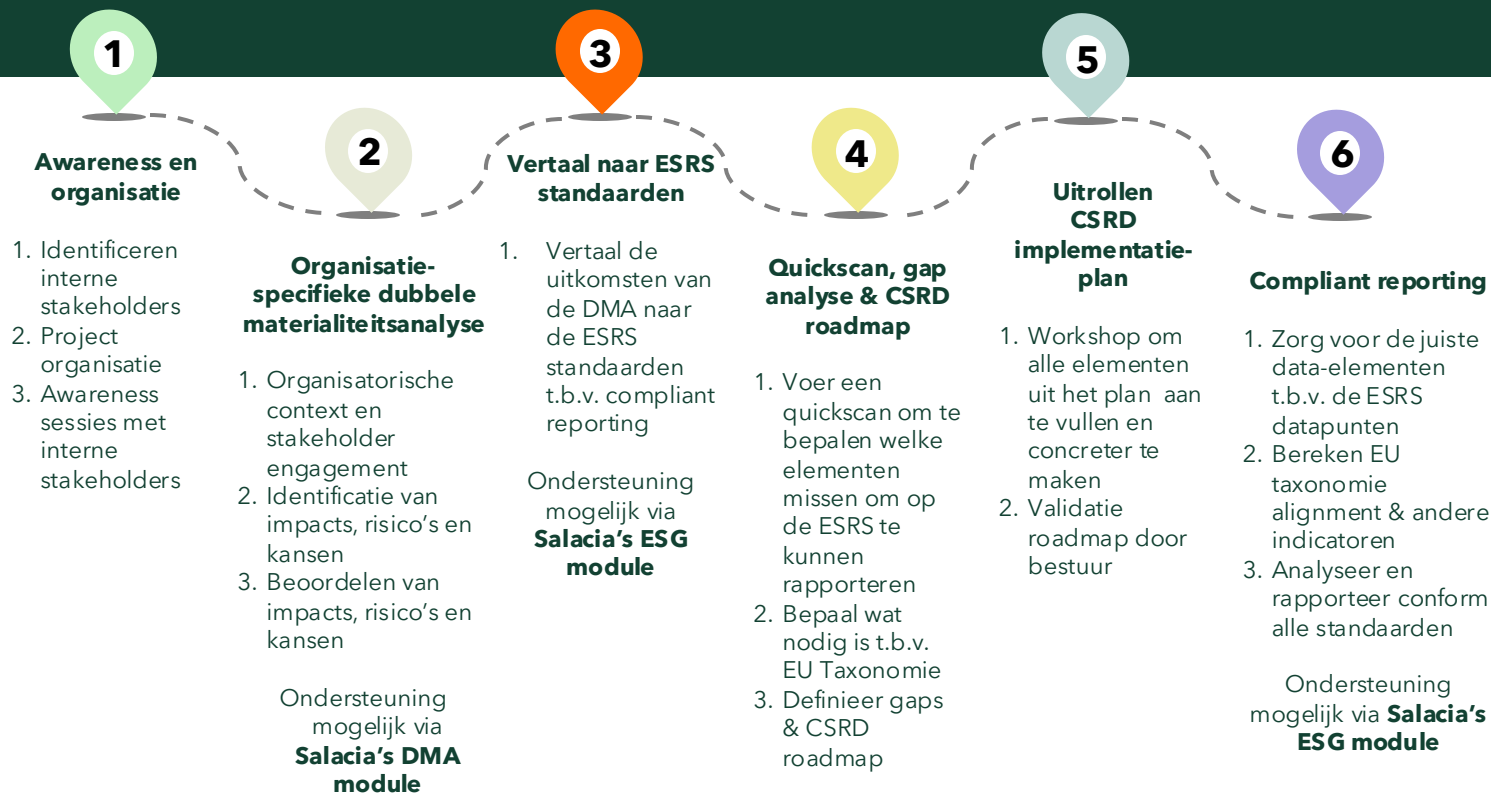 1
Awareness en
organisatie
1. Identificeren
interne
stakeholders
2. Project
organisatie
3. Awareness
sessies met
interne
stakeholders
2
Organisatie-
specifieke dubbele
materialiteitsanalyse
1. Organisatorische
context en
stakeholder
engagement
2. Identificatie van
impacts, risico’s en
kansen
3. Beoordelen van
impacts, risico’s en
kansen
Ondersteuning
mogelijk via
Salacia’s DMA
module
3
Vertaal naar ESRS
standaarden
1. Vertaal de
uitkomsten van
de DMA naar
de ESRS
standaarden
t.b.v. compliant
reporting
Ondersteuning
mogelijk via
Salacia’s ESG
module
4
Quickscan, gap
analyse & CSRD
roadmap
1. Voer een
quickscan om te
bepalen welke
elementen
missen om op
de ESRS te
kunnen
rapporteren
2. Bepaal wat
nodig is t.b.v.
EU Taxonomie
3. Definieer gaps
& CSRD
roadmap
5
Uitrollen
CSRD
implementatie-
plan
1. Workshop om
alle elementen
uit het plan aan
te vullen en
concreter te
maken
2. Validatie
roadmap door
bestuur
6
Compliant reporting
1. Zorg voor de juiste
data-elementen
t.b.v. de ESRS
datapunten
2. Bereken EU
taxonomie
alignment & andere
indicatoren
3. Analyseer en
rapporteer conform
alle standaarden
Ondersteuning
mogelijk via Salacia’s
ESG module